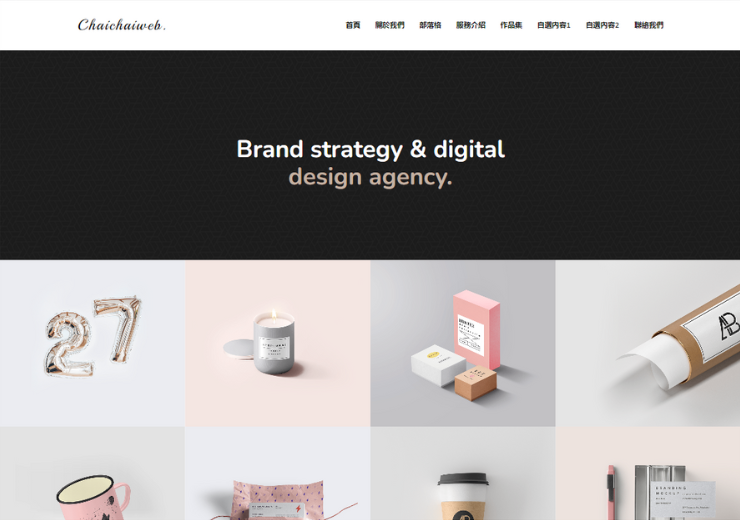 Chaichaiweb.
首頁 關於我們 部落格 服務介紹 作品集 自選內容1 自選內容2 聯絡我們
Brand strategy & digital
design agency.
27